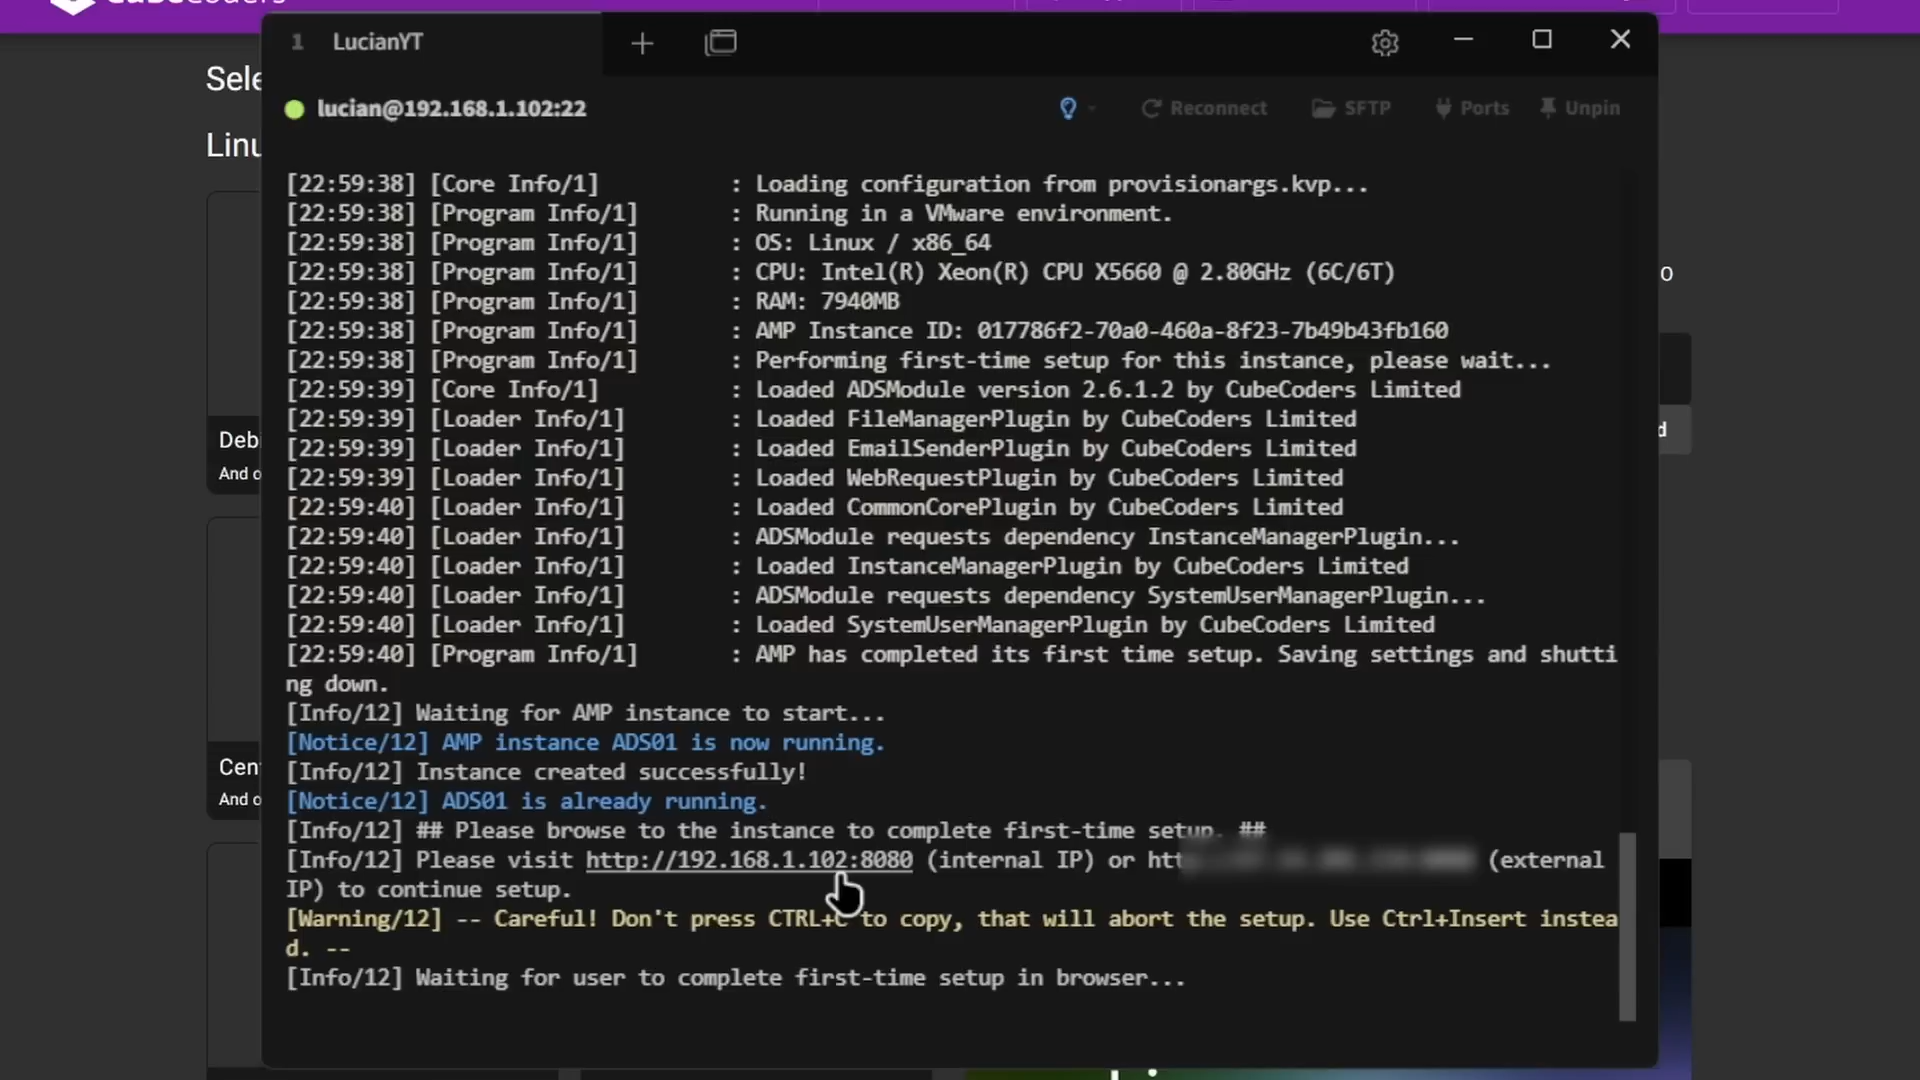 1 LucianYT
Sele
lucian@192.168.1.102:22
Reconnect SFTP Ports Unpin
Linu
[22:59:38] [Core Info/1] : Loading configuration from provisionargs.kvp...
[22:59:38] [Program Info/1] : Running in a VMware environment.
[22:59:38] [Program Info/1] : OS: Linux / x86_64
[22:59:38] [Program Info/1] : CPU: Intel(R) Xeon(R) CPU X5660 @ 2.80GHz (6C/6T)
[22:59:38] [Program Info/1] : RAM: 7940MB
[22:59:38] [Program Info/1] : AMP Instance ID: 017786f2-70a0-460a-8f23-7b49b43fb160
[22:59:38] [Program Info/1] : Performing first-time setup for this instance, please wait...
[22:59:39] [Core Info/1] : Loaded ADSModule version 2.6.1.2 by CubeCoders Limited
[22:59:39] [Loader Info/1] : Loaded FileManagerPlugin by CubeCoders Limited
[22:59:39] [Loader Info/1] : Loaded EmailSenderPlugin by CubeCoders Limited
[22:59:39] [Loader Info/1] : Loaded WebRequestPlugin by CubeCoders Limited
[22:59:40] [Loader Info/1] : Loaded CommonCorePlugin by CubeCoders Limited
[22:59:40] [Loader Info/1] : ADSModule requests dependency InstanceManagerPlugin...
[22:59:40] [Loader Info/1] : Loaded InstanceManagerPlugin by CubeCoders Limited
[22:59:40] [Loader Info/1] : ADSModule requests dependency SystemUserManagerPlugin...
[22:59:40] [Loader Info/1] : Loaded SystemUserManagerPlugin by CubeCoders Limited
[22:59:40] [Program Info/1] : AMP has completed its first time setup. Saving settings and shutti
ng down.
[Info/12] Waiting for AMP instance to start...
[Notice/12] AMP instance ADS01 is now running.
[Info/12] Instance created successfully!
[Notice/12] ADS01 is already running.
[Info/12] ## Please browse to the instance to complete first-time setup. ##
[Info/12] Please visit http://192.168.1.102:8080 (internal IP) or htt (external
IP) to continue setup.
[Warning/12] -- Careful! Don't press CTRL+C to copy, that will abort the setup. Use Ctrl+Insert instea
d. --
[Info/12] Waiting for user to complete first-time setup in browser...
Deb
And o
Cen
And o
o
d